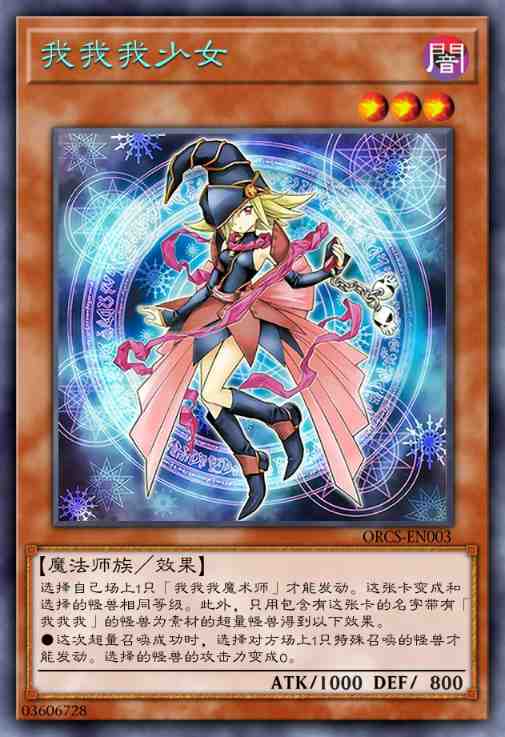 我我我少女
闇
ORCS-EN003
【魔法师族／效果】
选择自己场上1只「我我我魔术师」才能发动。这张卡变成和
选择的怪兽相同等级。此外，只用包含有这张卡的名字带有「
我我我」的怪兽为素材的超量怪兽得到以下效果。
●这次超量召唤成功时，选择对方场上1只特殊召唤的怪兽才
能发动。选择的怪兽的攻击力变成0。
ATK/1000 DEF/ 800
03606728